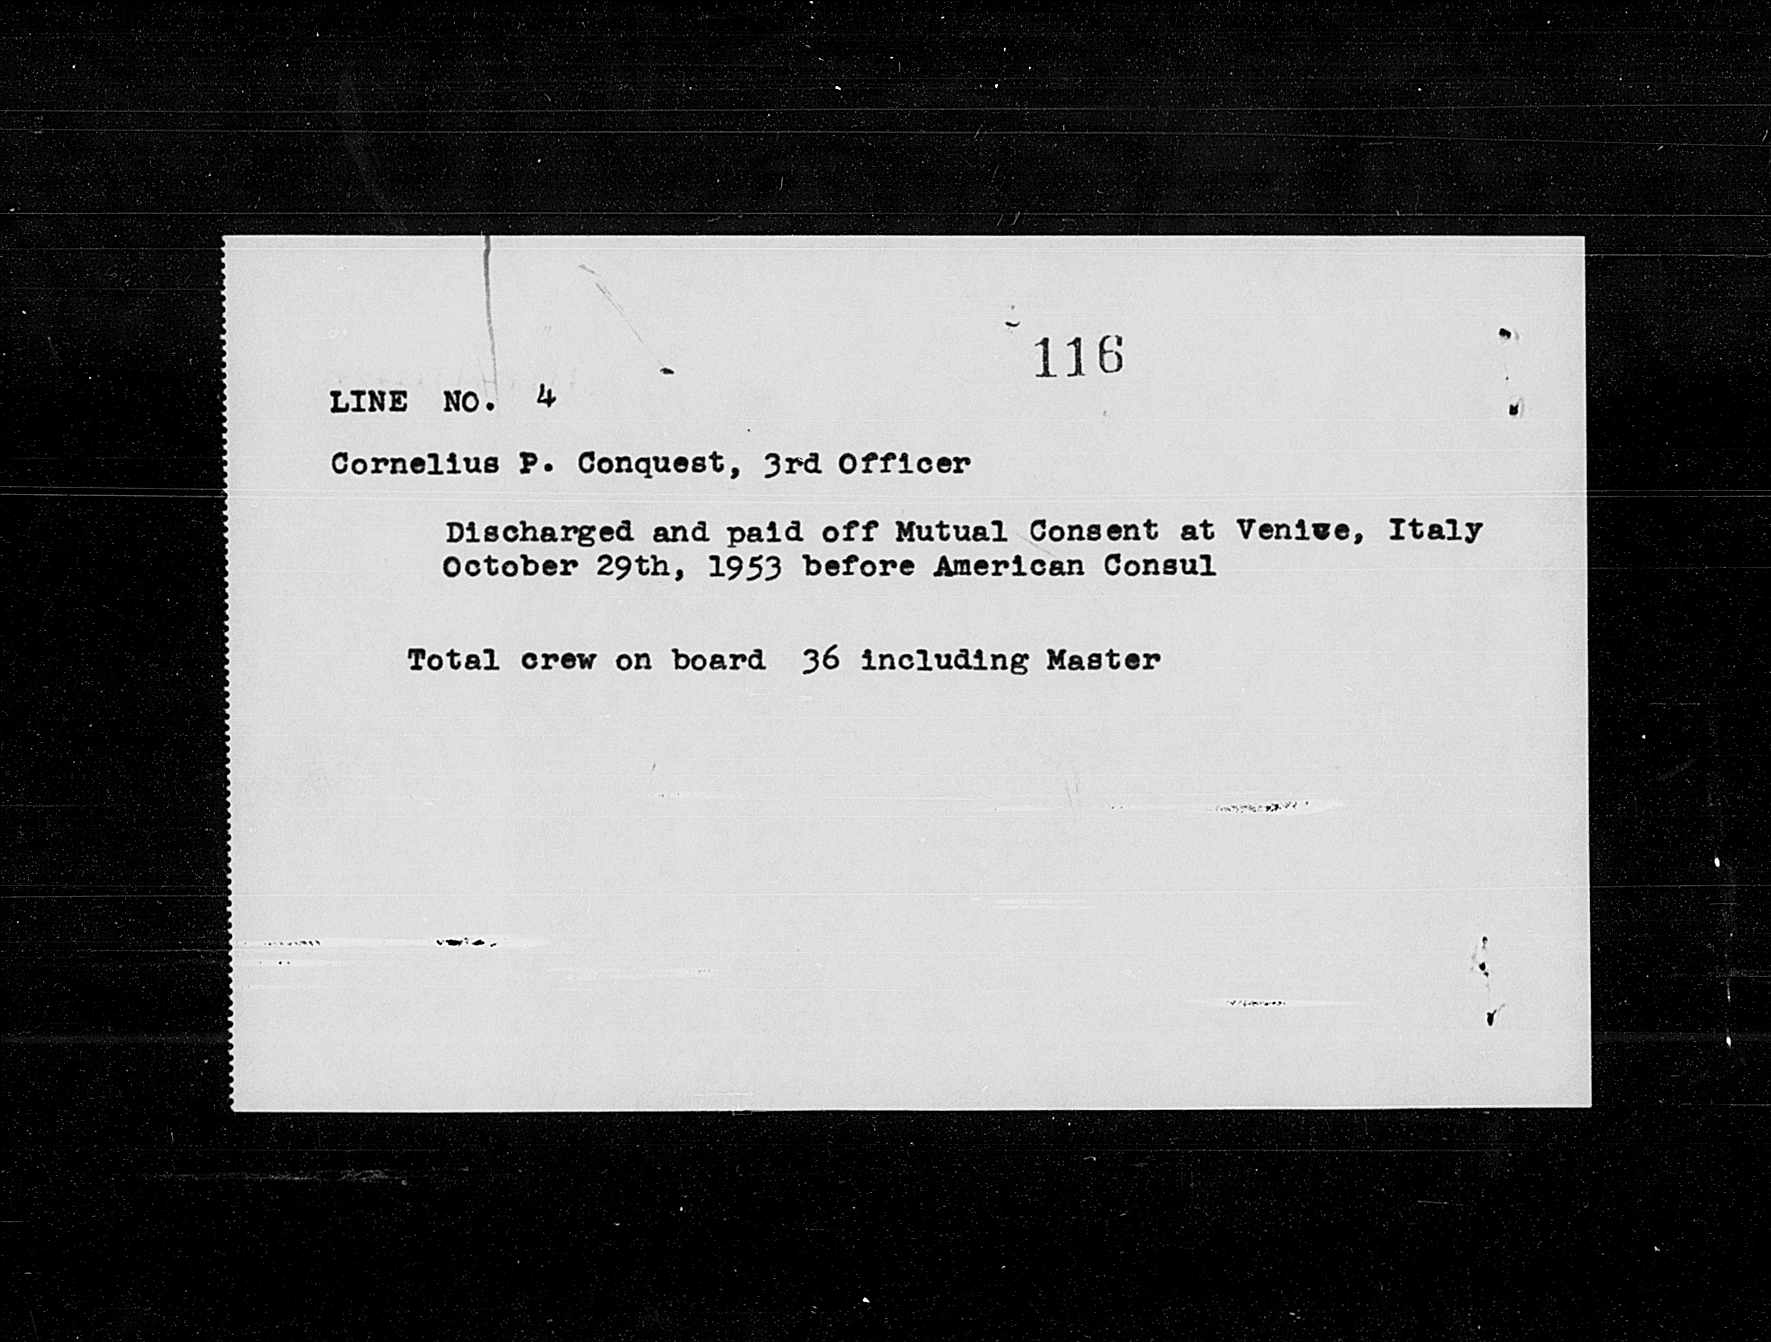 116
LINE NO. 4
Cornelius P. Conquest, 3rd Officer
Discharged and paid off Mutual Consent at Venice, Italy
October 29th, 1953 before American Consul
Total crew on board 36 including Master